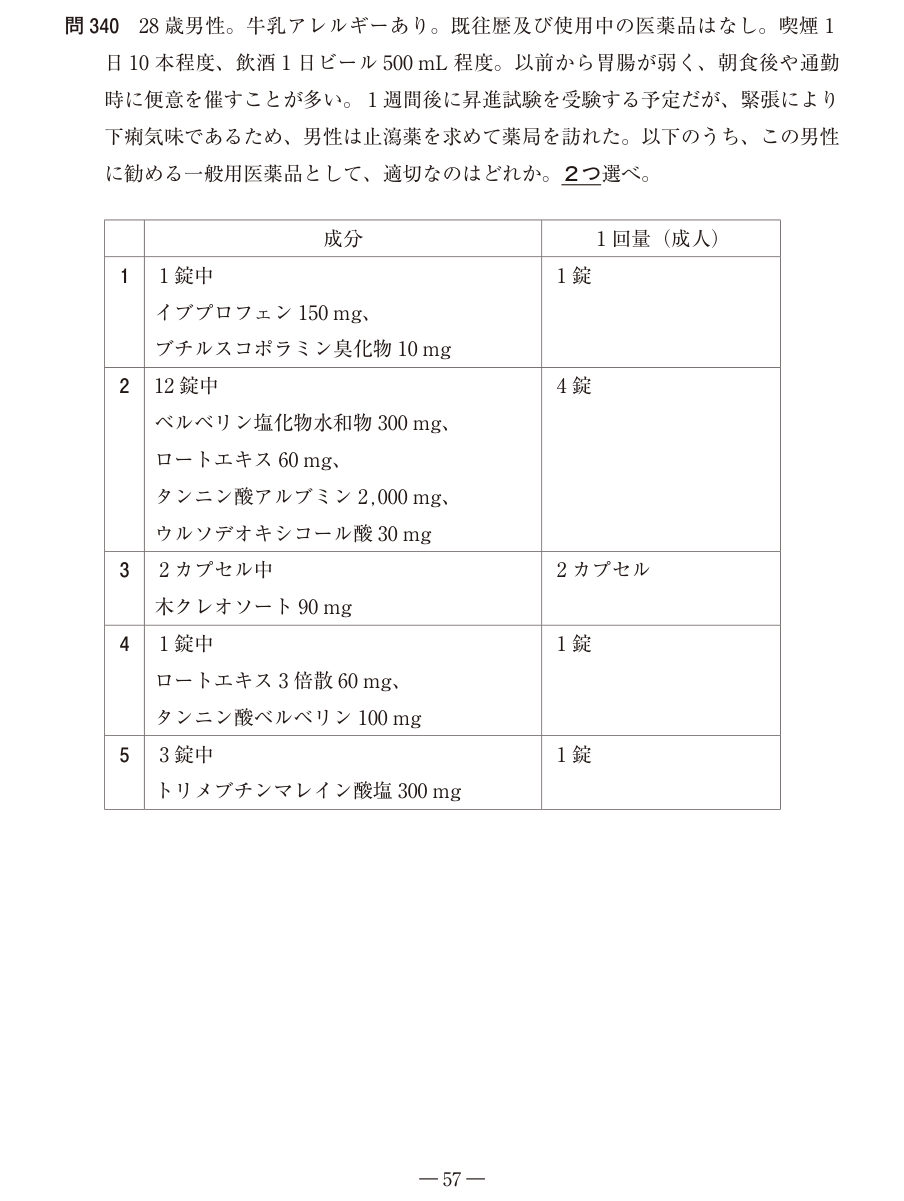 問 340 28 歳男性。牛乳アレルギーあり。既往歴及び使用中の医薬品はなし。喫煙 1
日 10 本程度、飲酒 1 日ビール 500 mL 程度。以前から胃腸が弱く、朝食後や通勤
時に便意を催すことが多い。1 週間後に昇進試験を受験する予定だが、緊張により
下痢気味であるため、男性は止瀉薬を求めて薬局を訪れた。以下のうち、この男性
に勧める一般用医薬品として、適切なのはどれか。2つ選べ。
成分 1 回量（成人）
1 1 錠中 1 錠
イブプロフェン 150 mg、
ブチルスコポラミン臭化物 10 mg
2 12 錠中 4 錠
ベルベリン塩化物水和物 300 mg、
ロートエキス 60 mg、
タンニン酸アルブミン 2,000 mg、
ウルソデオキシコール酸 30 mg
3 2 カプセル中 2 カプセル
木クレオソート 90 mg
4 1 錠中 1 錠
ロートエキス 3 倍散 60 mg、
タンニン酸ベルベリン 100 mg
5 3 錠中 1 錠
トリメブチンマレイン酸塩 300 mg
― 57 ―